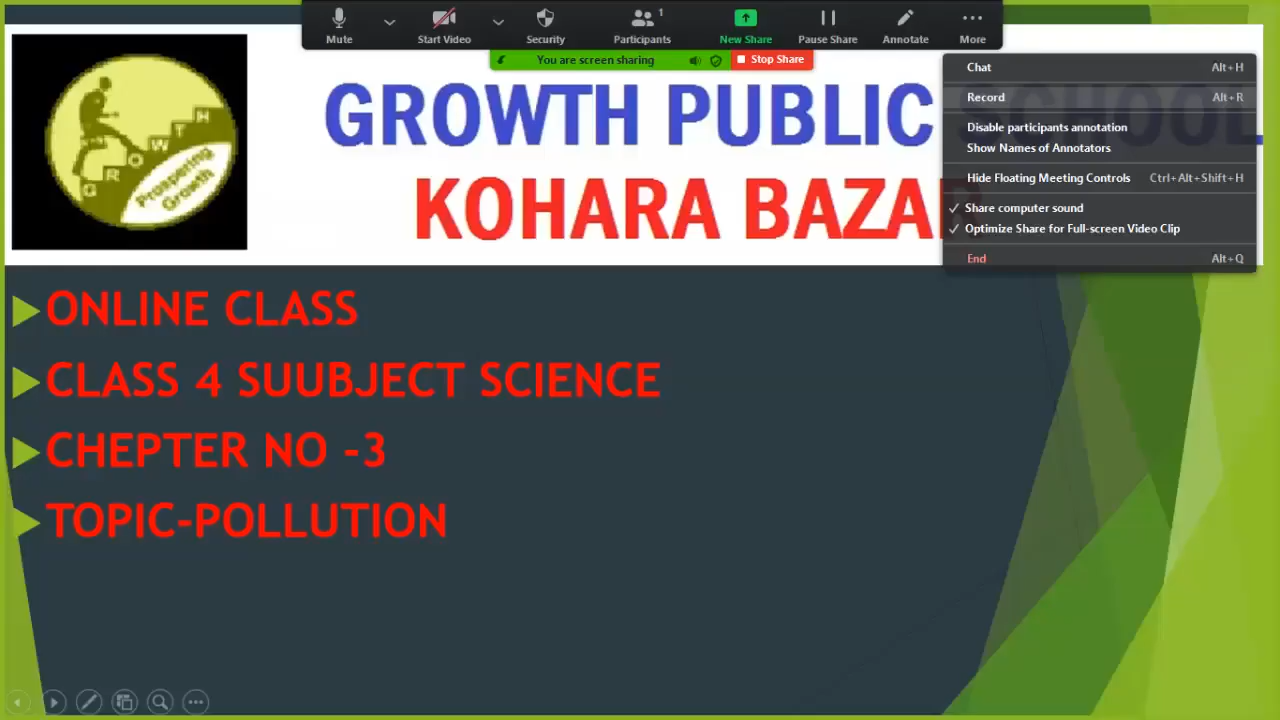 Mute
Start Video
Security
Participants
1
New Share
Pause Share
Annotate
More
You are screen sharing
Stop Share
Chat Alt+H
Record Alt+R
Disable participants annotation
Show Names of Annotators
Hide Floating Meeting Controls Ctrl+Alt+Shift+H
Share computer sound
Optimize Share for Full-screen Video Clip
End Alt+Q
GROWTH
Prospering
Growth
GROWTH PUBLIC SCHOOL
KOHARA BAZAR
ONLINE CLASS
CLASS 4 SUUBJECT SCIENCE
CHEPTER NO -3
TOPIC-POLLUTION